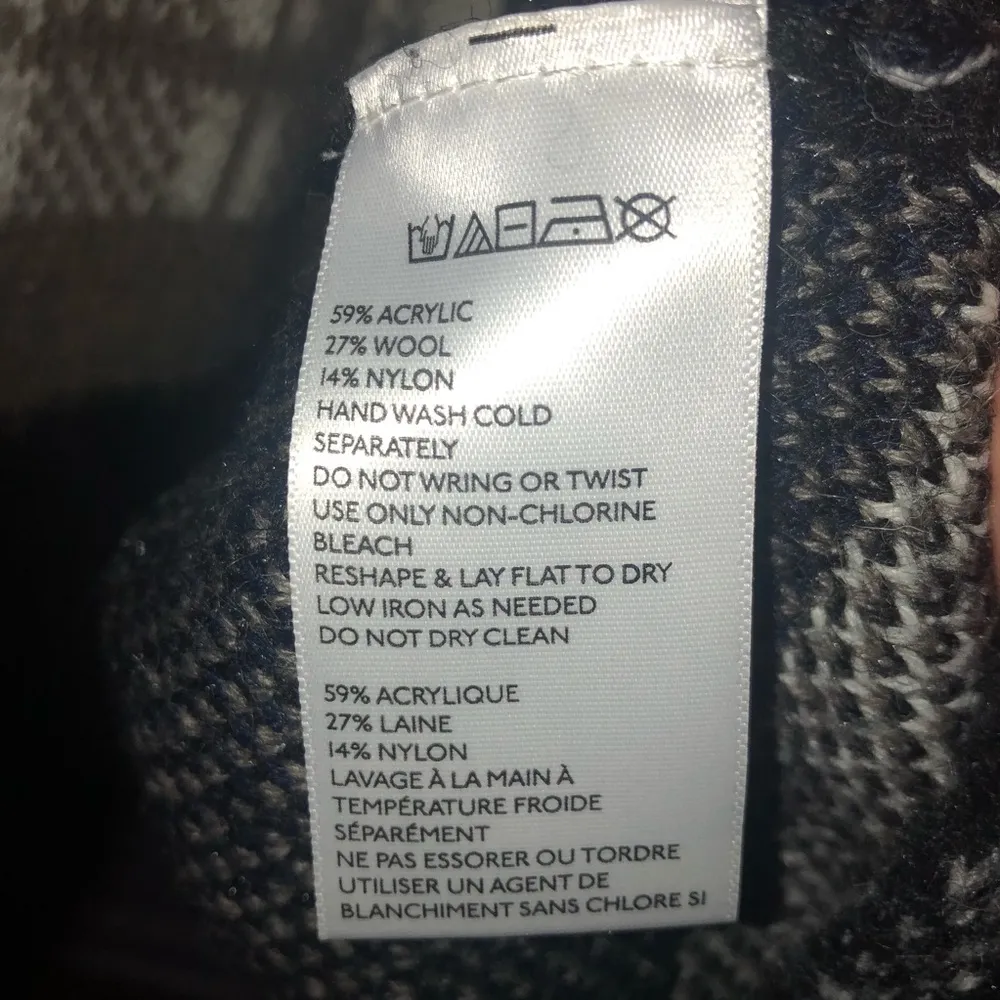 59% ACRYLIC
27% WOOL
14% NYLON
HAND WASH COLD
SEPARATELY
DO NOT WRING OR TWIST
USE ONLY NON-CHLORINE
BLEACH
RESHAPE & LAY FLAT TO DRY
LOW IRON AS NEEDED
DO NOT DRY CLEAN
59% ACRYLIQUE
27% LAINE
14% NYLON
LAVAGE À LA MAIN À
TEMPÉRATURE FROIDE
SÉPARÉMENT
NE PAS ESSORER OU TORDRE
UTILISER UN AGENT DE
BLANCHIMENT SANS CHLORE SI